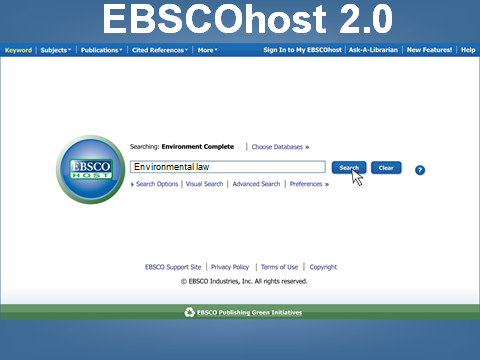 EBSCOhost 2.0
Keyword Subjects Publications Cited References More Sign In to My EBSCOhost Ask-A-Librarian New Features! Help
Searching: Environment Complete Choose Databases »
EBSCO
HOST
Environmental law Search Clear ?
Search Options Visual Search Advanced Search Preferences »
EBSCO Support Site Privacy Policy Terms of Use Copyright
© EBSCO Industries, Inc. All rights reserved.
EBSCO Publishing Green Initiatives